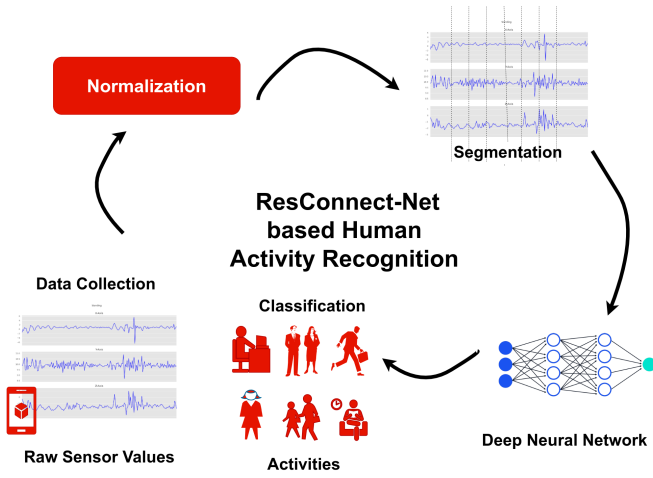 Normalization
Segmentation
ResConnect-Net
based Human
Activity Recognition
Data Collection
Classification
Raw Sensor Values
Activities
Deep Neural Network